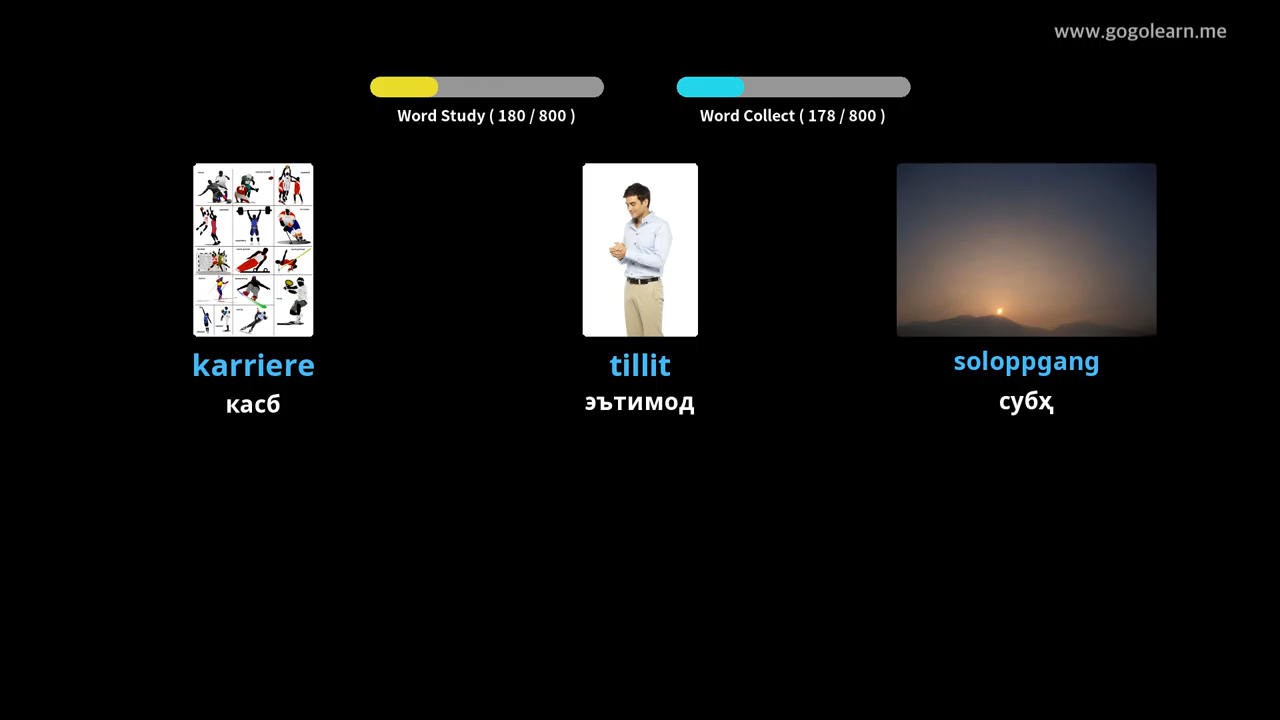 www.gogolearn.me
Word Study ( 180 / 800 )
Word Collect ( 178 / 800 )
karriere
касб
tillit
эътимод
soloppgang
субҳ